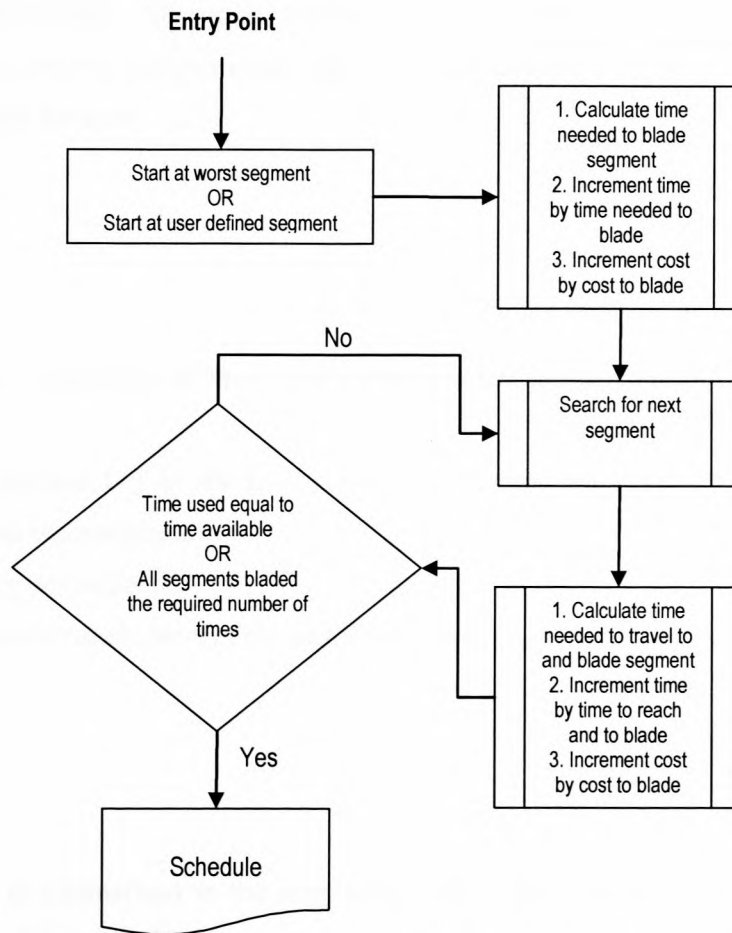 Entry Point
Start at worst segment
OR
Start at user defined segment
1. Calculate time
needed to blade
segment
2. Increment time
by time needed to
blade
3. Increment cost
by cost to blade
No
Search for next
segment
Time used equal to
time available
OR
All segments bladed
the required number of
times
1. Calculate time
needed to travel to
and blade segment
2. Increment time
by time to reach
and to blade
3. Increment cost
by cost to blade
Yes
Schedule